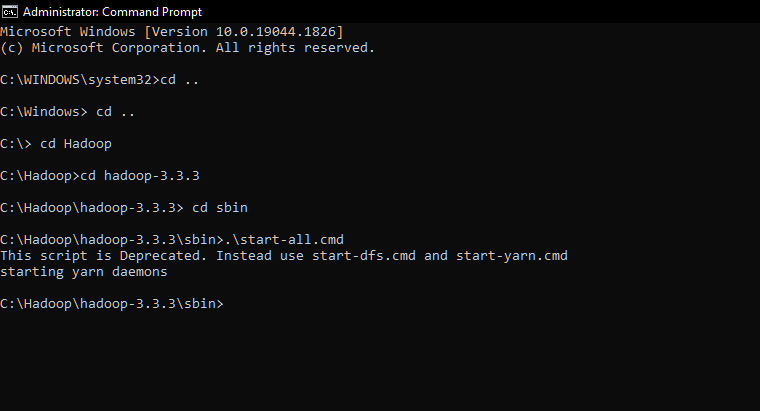 Administrator: Command Prompt
Microsoft Windows [Version 10.0.19044.1826]
(c) Microsoft Corporation. All rights reserved.
C:\WINDOWS\system32>cd ..
C:\Windows> cd ..
C:\> cd Hadoop
C:\Hadoop>cd hadoop-3.3.3
C:\Hadoop\hadoop-3.3.3> cd sbin
C:\Hadoop\hadoop-3.3.3\sbin>.\start-all.cmd
This script is Deprecated. Instead use start-dfs.cmd and start-yarn.cmd
starting yarn daemons
C:\Hadoop\hadoop-3.3.3\sbin>